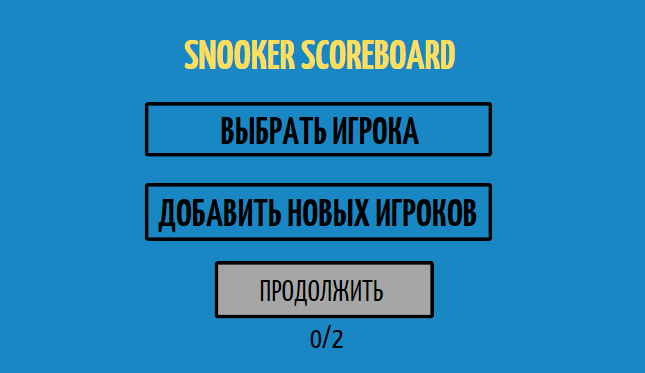 SNOOKER SCOREBOARD
ВЫБРАТЬ ИГРОКА
ДОБАВИТЬ НОВЫХ ИГРОКОВ
ПРОДОЛЖИТЬ
0/2